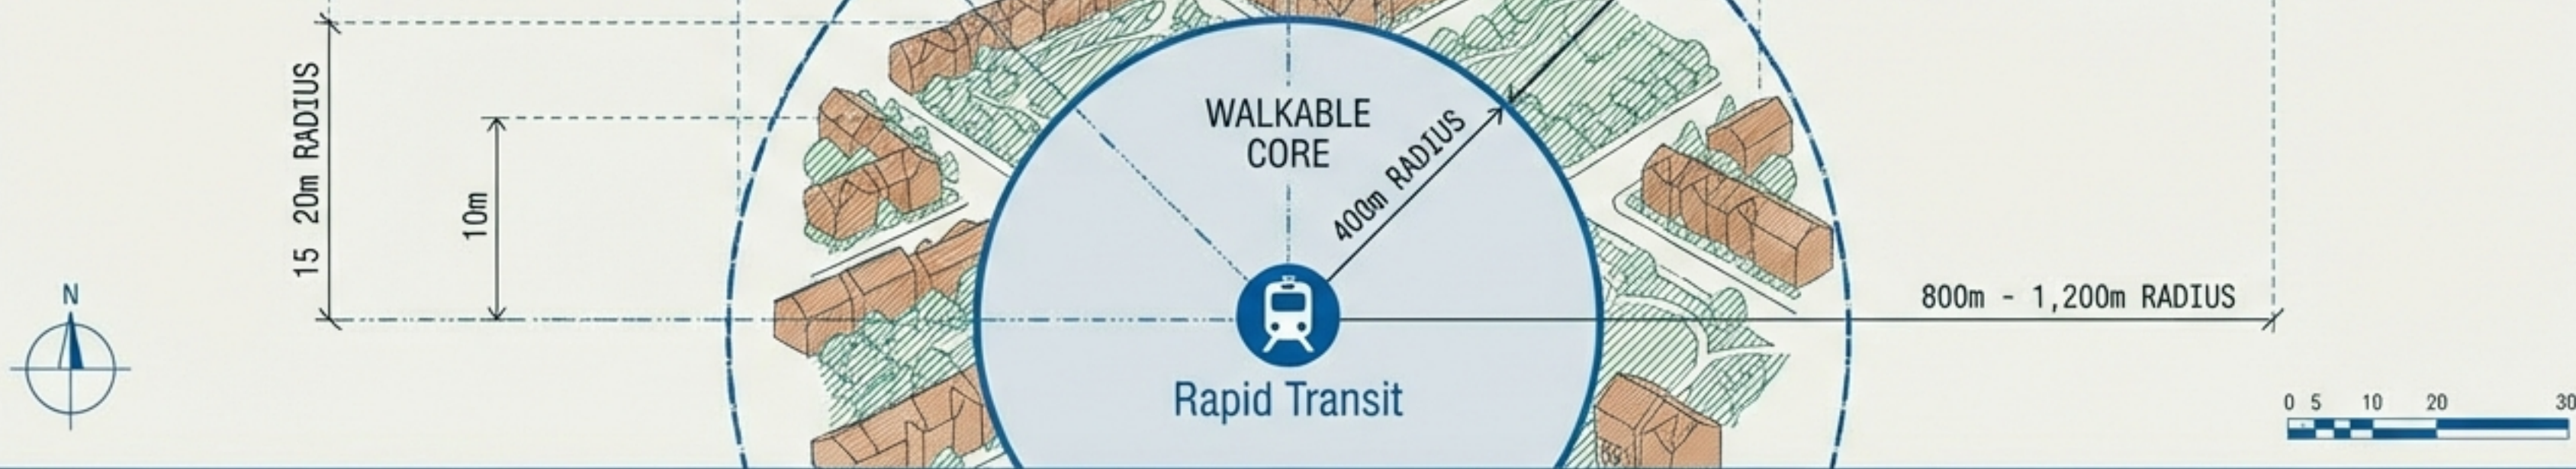 WALKABLE
CORE
400m RADIUS
15 20m RADIUS
10m
N
800m - 1,200m RADIUS
Rapid Transit
0 5 10 20 30